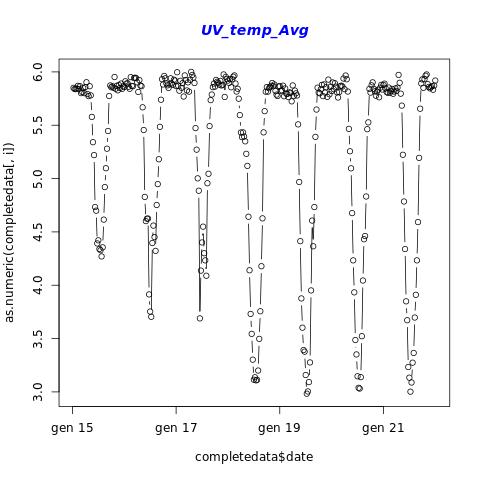 UV_temp_Avg
as.numeric(completedata[, i])
6.0
5.5
5.0
4.5
4.0
3.5
3.0
gen 15
gen 17
gen 19
gen 21
completedata$date